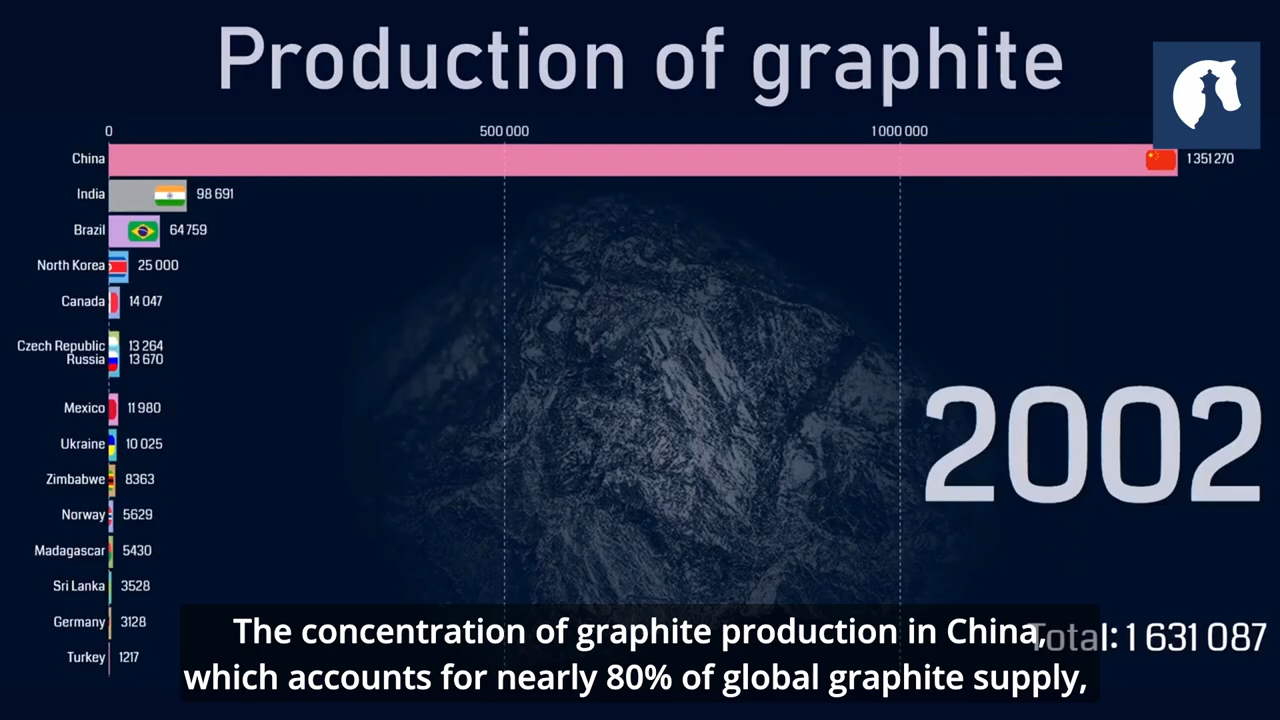 Production of graphite
0 500 000 1 000 000
China 1 351 270
India 98 691
Brazil 64 759
North Korea 25 000
Canada 14 047
Czech Republic 13 264
Russia 13 670
Mexico 11 980
Ukraine 10 025
Zimbabwe 8363
Norway 5629
Madagascar 5430
Sri Lanka 3528
Germany 3128
Turkey 1217
2002
Total: 1 631 087
The concentration of graphite production in China,
which accounts for nearly 80% of global graphite supply,